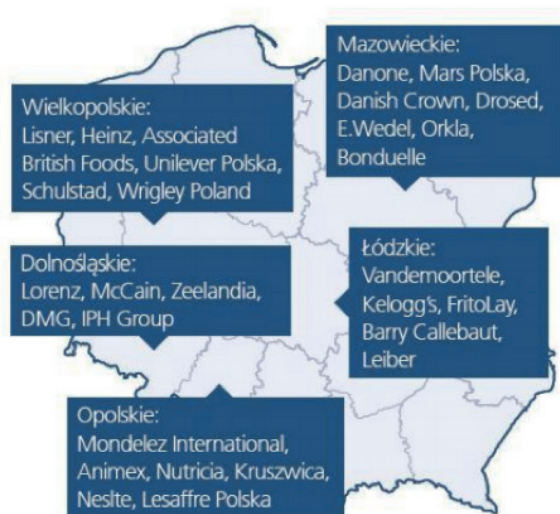 Mazowieckie:
Danone, Mars Polska,
Danish Crown, Drosed,
E.Wedel, Orkla,
Bonduelle
Wielkopolskie:
Lisner, Heinz, Associated
British Foods, Unilever Polska,
Schulstad, Wrigley Poland
Dolnośląskie:
Lorenz, McCain, Zeelandia,
DMG, IPH Group
Łódzkie:
Vandemoortele,
Kelogg's, FritoLay,
Barry Callebaut,
Leiber
Opolskie:
Mondelez International,
Animex, Nutricia, Kruszwica,
Neslte, Lesaffre Polska